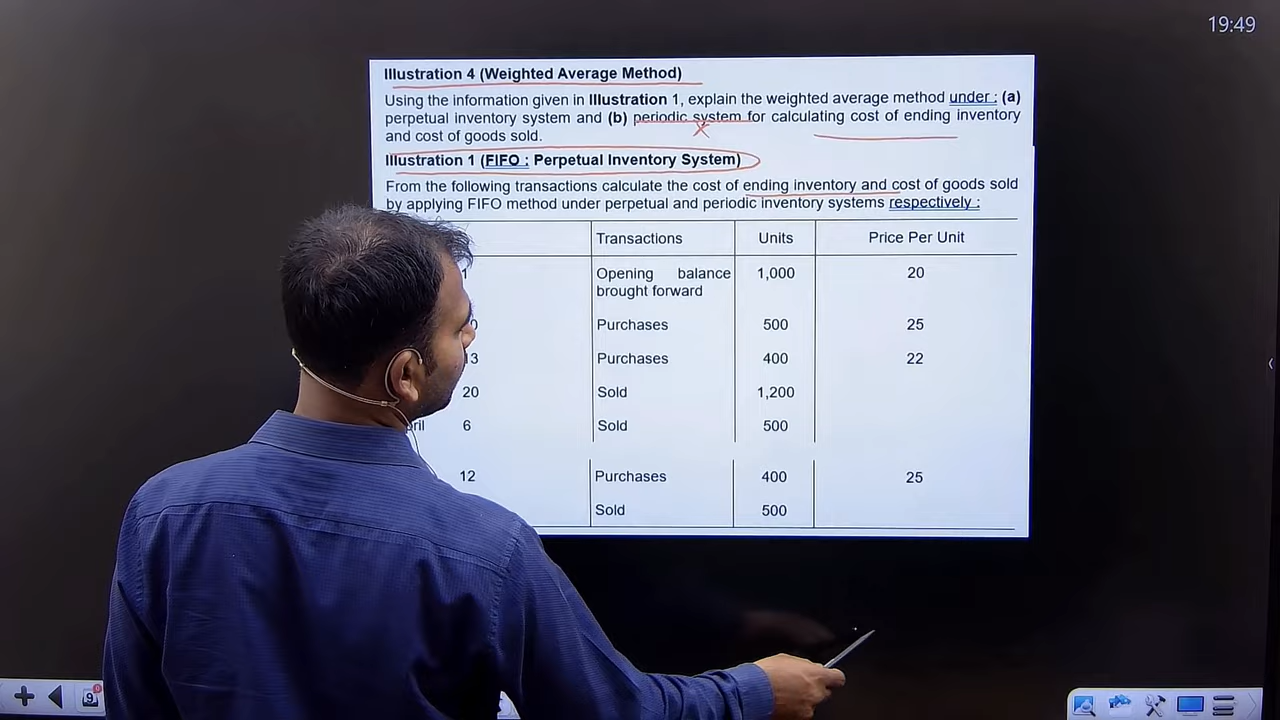 19:49
Illustration 4 (Weighted Average Method)
Using the information given in Illustration 1, explain the weighted average method under : (a)
perpetual inventory system and (b) periodic system for calculating cost of ending inventory
and cost of goods sold.
Illustration 1 (FIFO : Perpetual Inventory System)
From the following transactions calculate the cost of ending inventory and cost of goods sold
by applying FIFO method under perpetual and periodic inventory systems respectively :
Transactions Units Price Per Unit
1 Opening balance 1,000 20
brought forward
Purchases 500 25
13 Purchases 400 22
20 Sold 1,200
6 Sold 500
12 Purchases 400 25
Sold 500
9